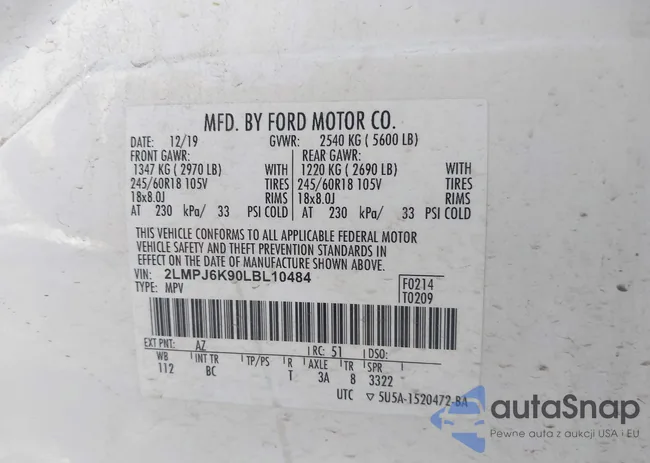 MFD. BY FORD MOTOR CO.
DATE: 12/19 GVWR: 2540 KG ( 5600 LB)
FRONT GAWR: REAR GAWR:
1347 KG ( 2970 LB) WITH 1220 KG ( 2690 LB) WITH
245/60R18 105V TIRES 245/60R18 105V TIRES
18x8.0J RIMS 18x8.0J RIMS
AT 230 kPa/ 33 PSI COLD AT 230 kPa/ 33 PSI COLD
THIS VEHICLE CONFORMS TO ALL APPLICABLE FEDERAL MOTOR
VEHICLE SAFETY AND THEFT PREVENTION STANDARDS IN
EFFECT ON THE DATE OF MANUFACTURE SHOWN ABOVE.
VIN: 2LMPJ6K90LBL10484 F0214
TYPE: MPV T0209
EXT PNT: AZ RC: 51 DSO:
WB INT TR TP/PS R AXLE TR SPR
112 BC T 3A 8 3322
UTC ▽ 5U5A-1520472-BA
autoSnap
Pewne auta z aukcji USA i EU